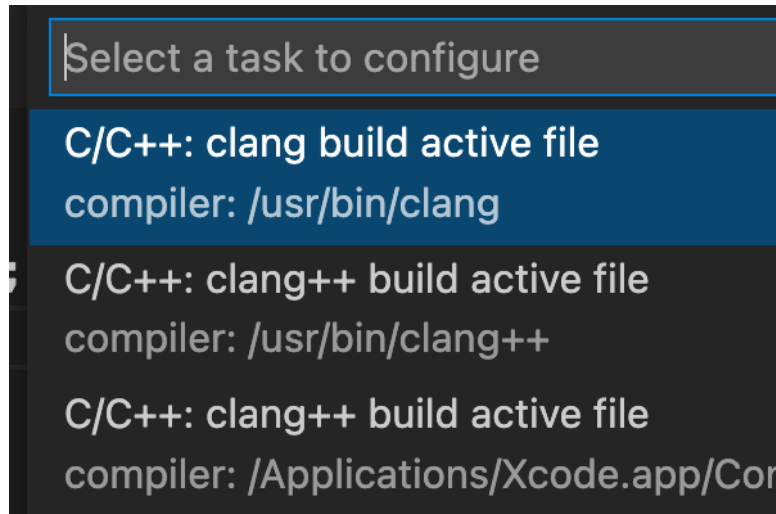 Select a task to configure
C/C++: clang build active file
compiler: /usr/bin/clang
C/C++: clang++ build active file
compiler: /usr/bin/clang++
C/C++: clang++ build active file
compiler: /Applications/Xcode.app/Cor